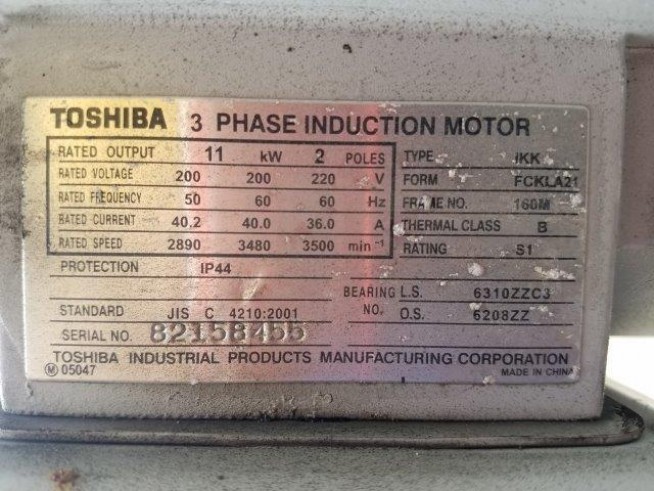 TOSHIBA 3 PHASE INDUCTION MOTOR
RATED OUTPUT 11 kW 2 POLES TYPE IKK
RATED VOLTAGE 200 200 220 V FORM FCKLA21
RATED FREQUENCY 50 60 60 Hz FRAME NO. 160M
RATED CURRENT 40.2 40.0 36.0 A THERMAL CLASS B
RATED SPEED 2890 3480 3500 min⁻¹ RATING S1
PROTECTION IP44
BEARING L.S. 6310ZZC3
NO. O.S. 6208ZZ
STANDARD JIS C 4210:2001
SERIAL NO. 82158455
TOSHIBA INDUSTRIAL PRODUCTS MANUFACTURING CORPORATION
Ⓜ 05047 MADE IN CHINA